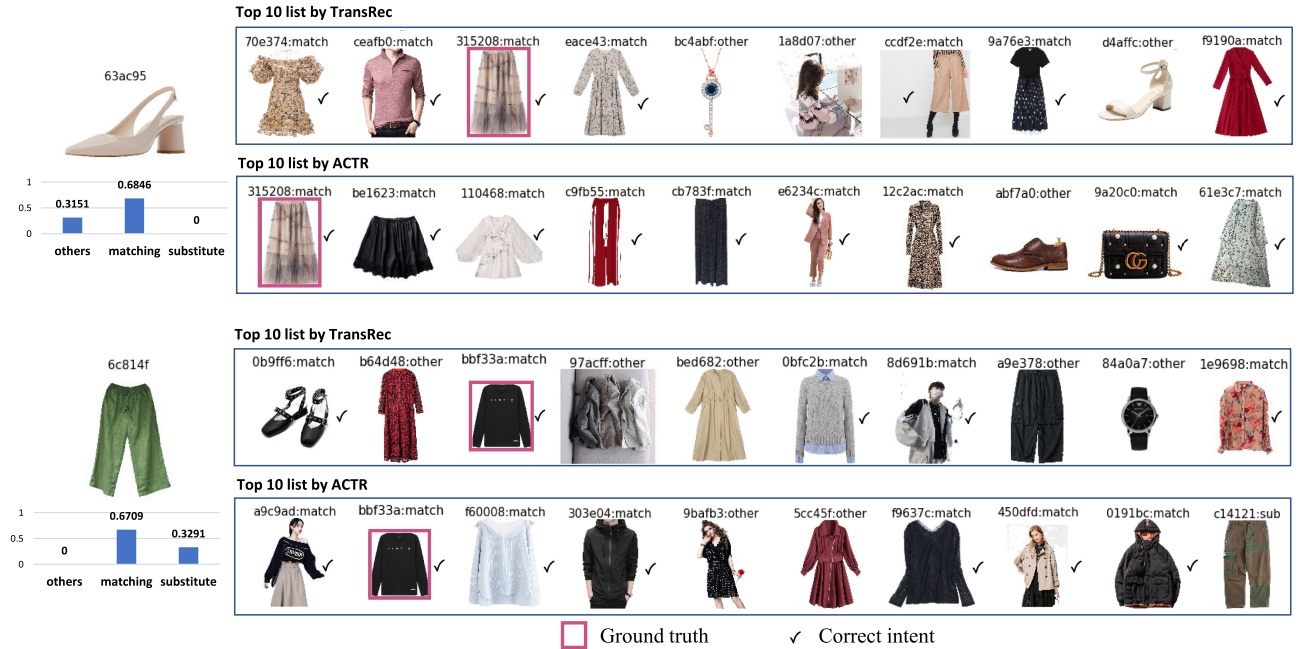 Top 10 list by TransRec
70e374:match ceafb0:match 315208:match eace43:match bc4abf:other 1a8d07:other ccdf2e:match 9a76e3:match d4affc:other f9190a:match
63ac95
Top 10 list by ACTR
315208:match be1623:match 110468:match c9fb55:match cb783f:match e6234c:match 12c2ac:match abf7a0:other 9a20c0:match 61e3c7:match
1
0.5
0
0.3151 0.6846 0
others matching substitute
Top 10 list by TransRec
0b9ff6:match b64d48:other bbf33a:match 97acff:other bed682:other 0bfc2b:match 8d691b:match a9e378:other 84a0a7:other 1e9698:match
6c814f
Top 10 list by ACTR
a9c9ad:match bbf33a:match f60008:match 303e04:match 9bafb3:other 5cc45f:other f9637c:match 450dfd:match 0191bc:match c14121:sub
1
0.5
0
0 0.6709 0.3291
others matching substitute
Ground truth ✓ Correct intent